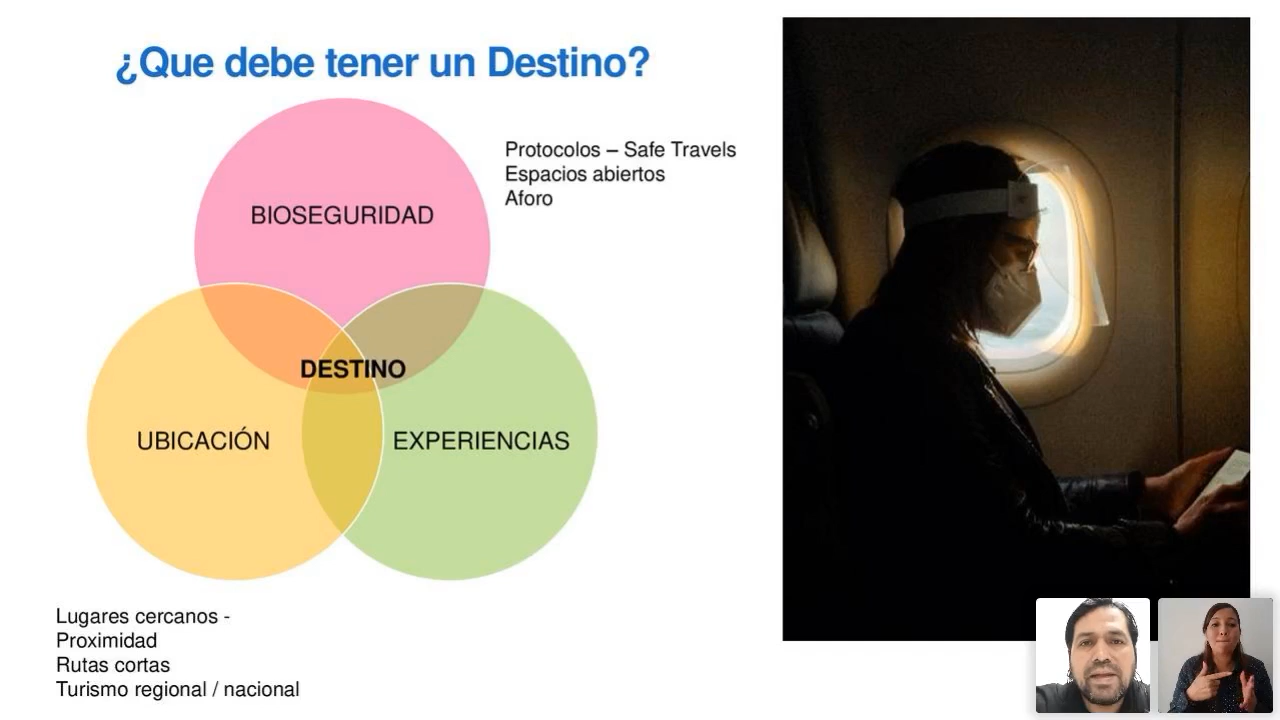 ¿Que debe tener un Destino?
Protocolos – Safe Travels
Espacios abiertos
Aforo
BIOSEGURIDAD
DESTINO
UBICACIÓN
EXPERIENCIAS
Lugares cercanos -
Proximidad
Rutas cortas
Turismo regional / nacional